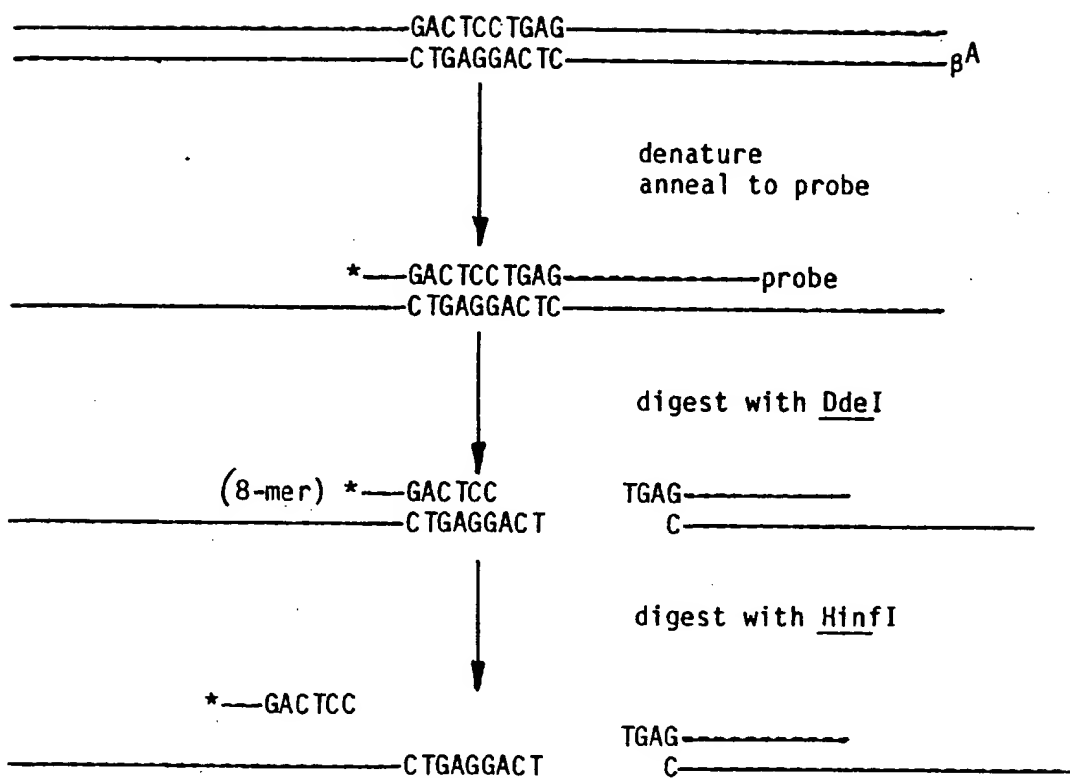 GACTCCTGAG
CTGAGGACTC βA
denature
anneal to probe
*—GACTCCTGAG—probe
CTGAGGACTC
digest with DdeI
(8-mer) *—GACTCC TGAG
CTGAGGACT C
digest with HinfI
*—GACTCC
TGAG
CTGAGGACT C